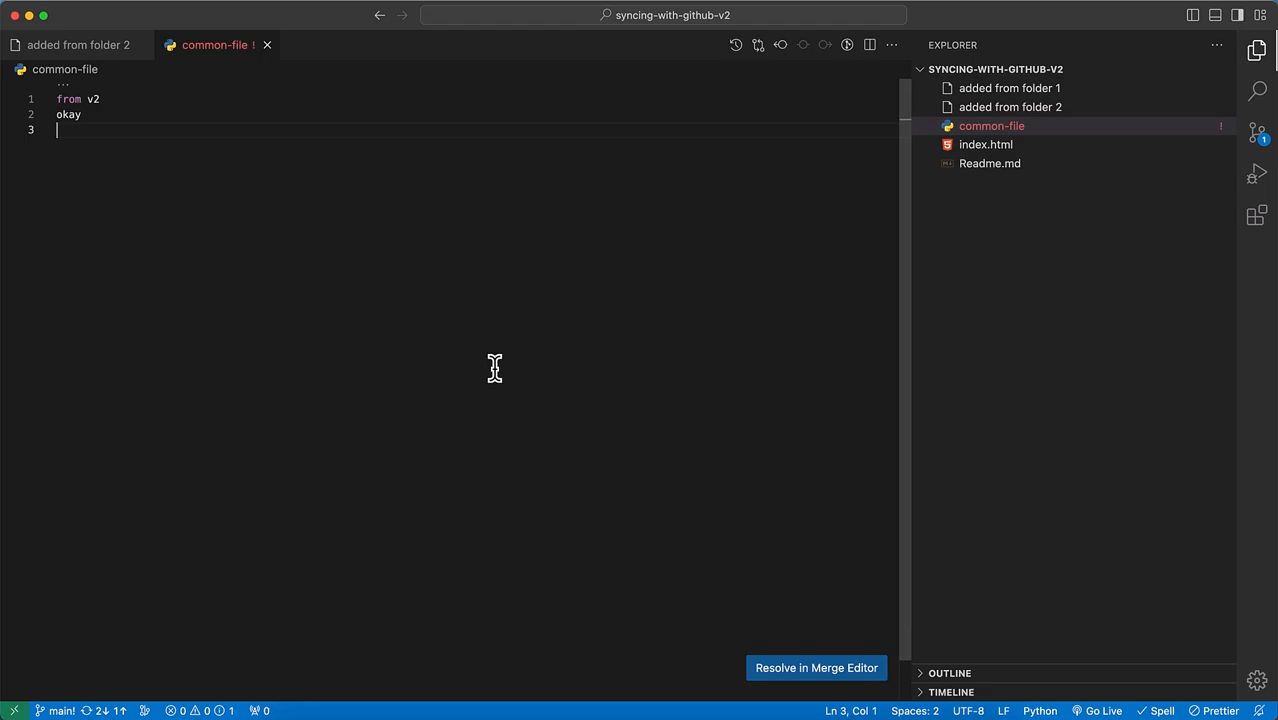 syncing-with-github-v2
added from folder 2
common-file !
EXPLORER
common-file
SYNCING-WITH-GITHUB-V2
added from folder 1
added from folder 2
common-file !
index.html
Readme.md
1 from v2
2 okay
3
1
Resolve in Merge Editor
OUTLINE
TIMELINE
main! 2↓ 1↑ 0 0 1 0 Ln 3, Col 1 Spaces: 2 UTF-8 LF Python Go Live Spell Prettier